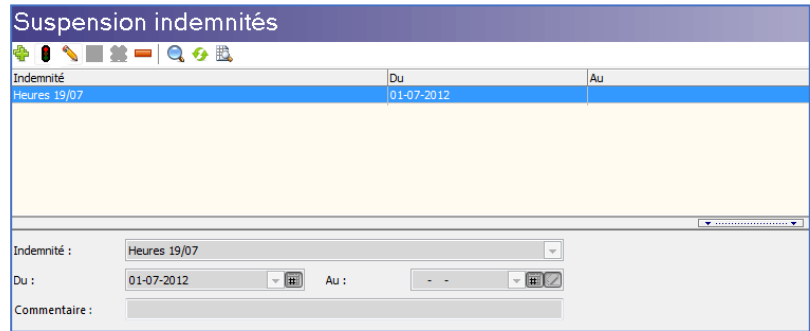 Suspension indemnités
Indemnité Du Au
Heures 19/07 01-07-2012
Indemnité : Heures 19/07
Du : 01-07-2012 Au : - -
Commentaire :